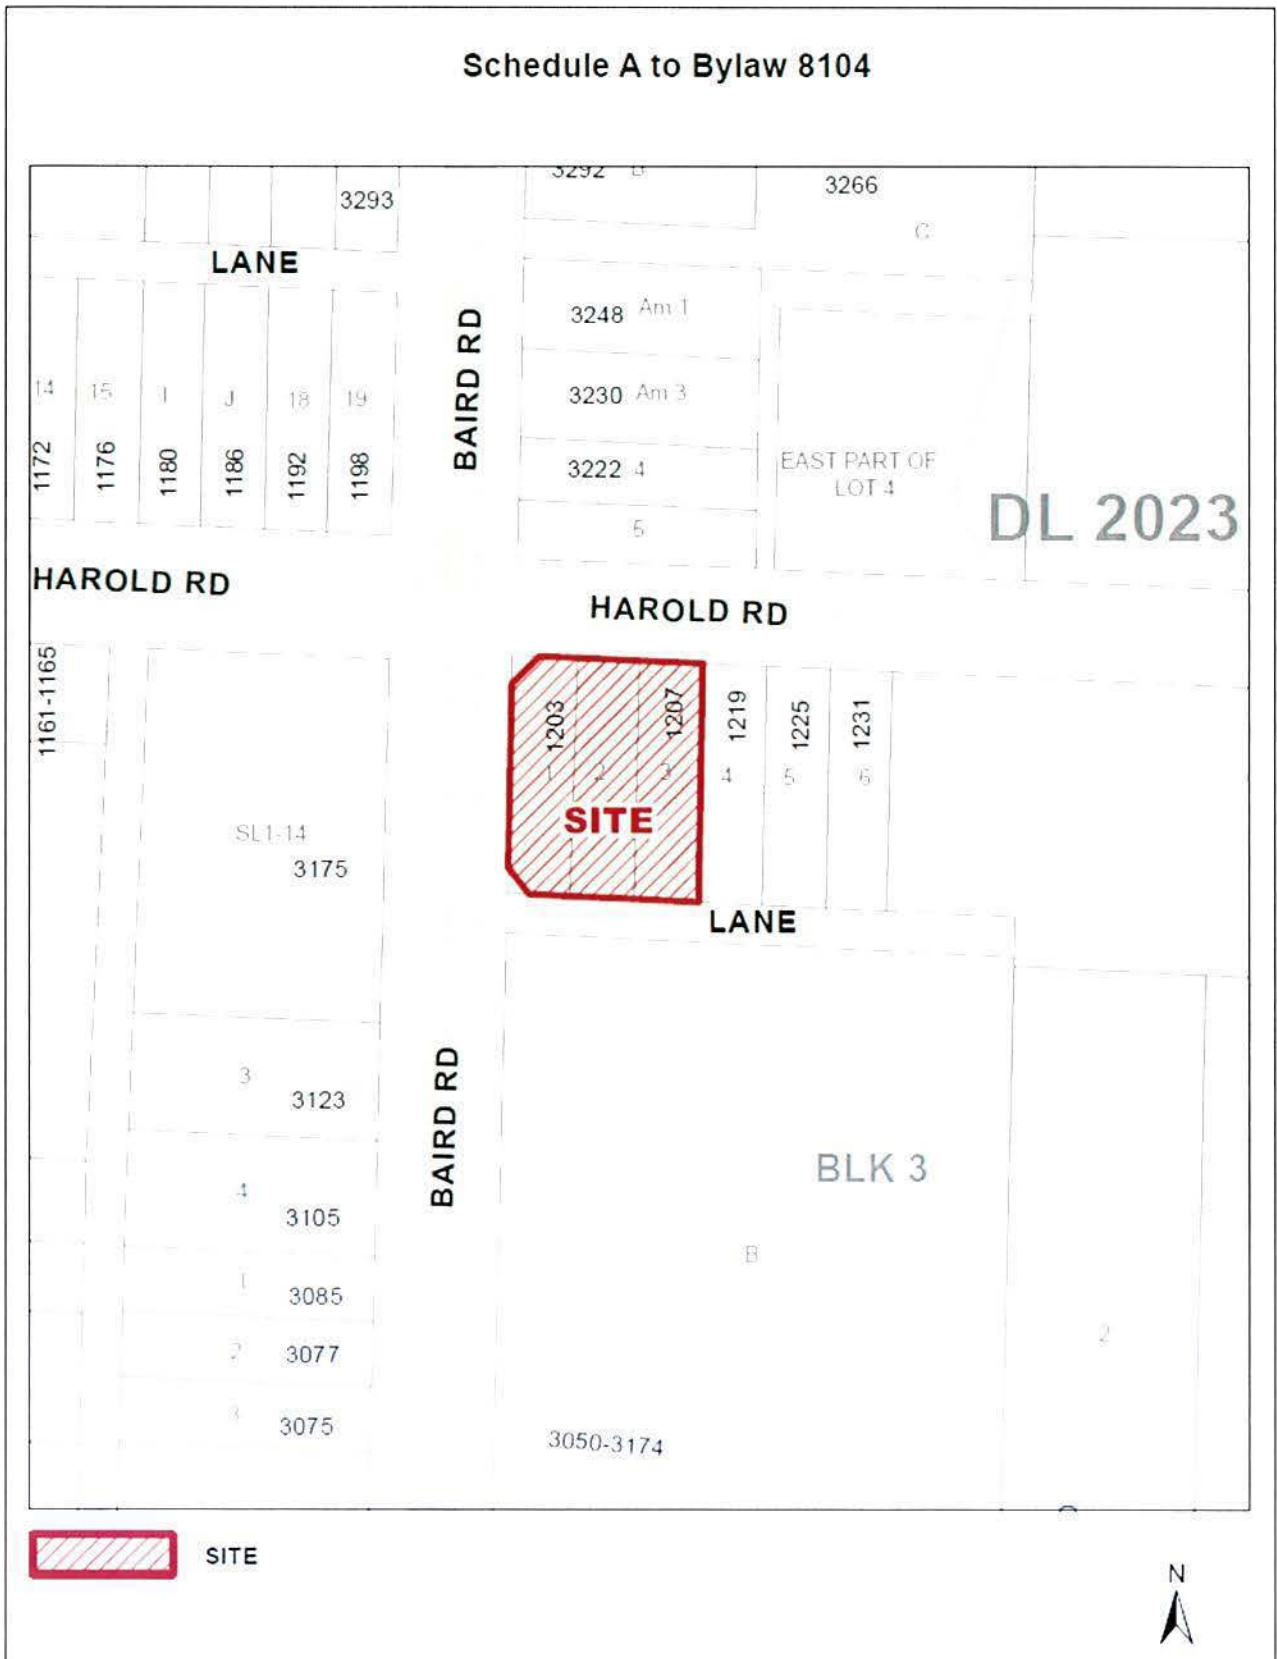 Schedule A to Bylaw 8104
3292
3266
3293
C
LANE
3248 Am 1
BAIRD RD
3230 Am 3
14 15 I J 18 19
1172 1176 1180 1186 1192 1198
3222 4
EAST PART OF
LOT 4
5
DL 2023
HAROLD RD
HAROLD RD
1161-1165
1203 1207 1219 1225 1231
1 2 3 4 5 6
SITE
SL1-14
3175
LANE
3
3123
BAIRD RD
BLK 3
4
3105
B
1
3085
2
3077
2
3
3075
3050-3174
SITE
N